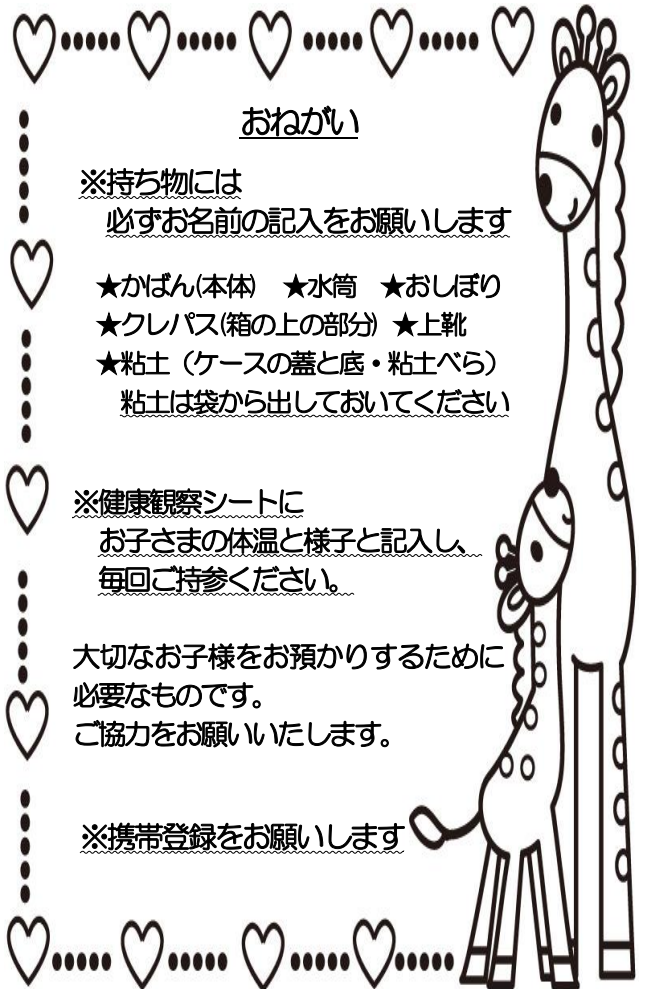 おねがい
※持ち物には
必ずお名前の記入をお願いします
★かばん(本体)　★水筒　★おしぼり
★クレパス(箱の上の部分)　★上靴
★粘土（ケースの蓋と底・粘土べら）
粘土は袋から出しておいてください
※健康観察シートに
お子さまの体温と様子と記入し、
毎回ご持参ください。
大切なお子様をお預かりするために
必要なものです。
ご協力をお願いいたします。
※携帯登録をお願いします